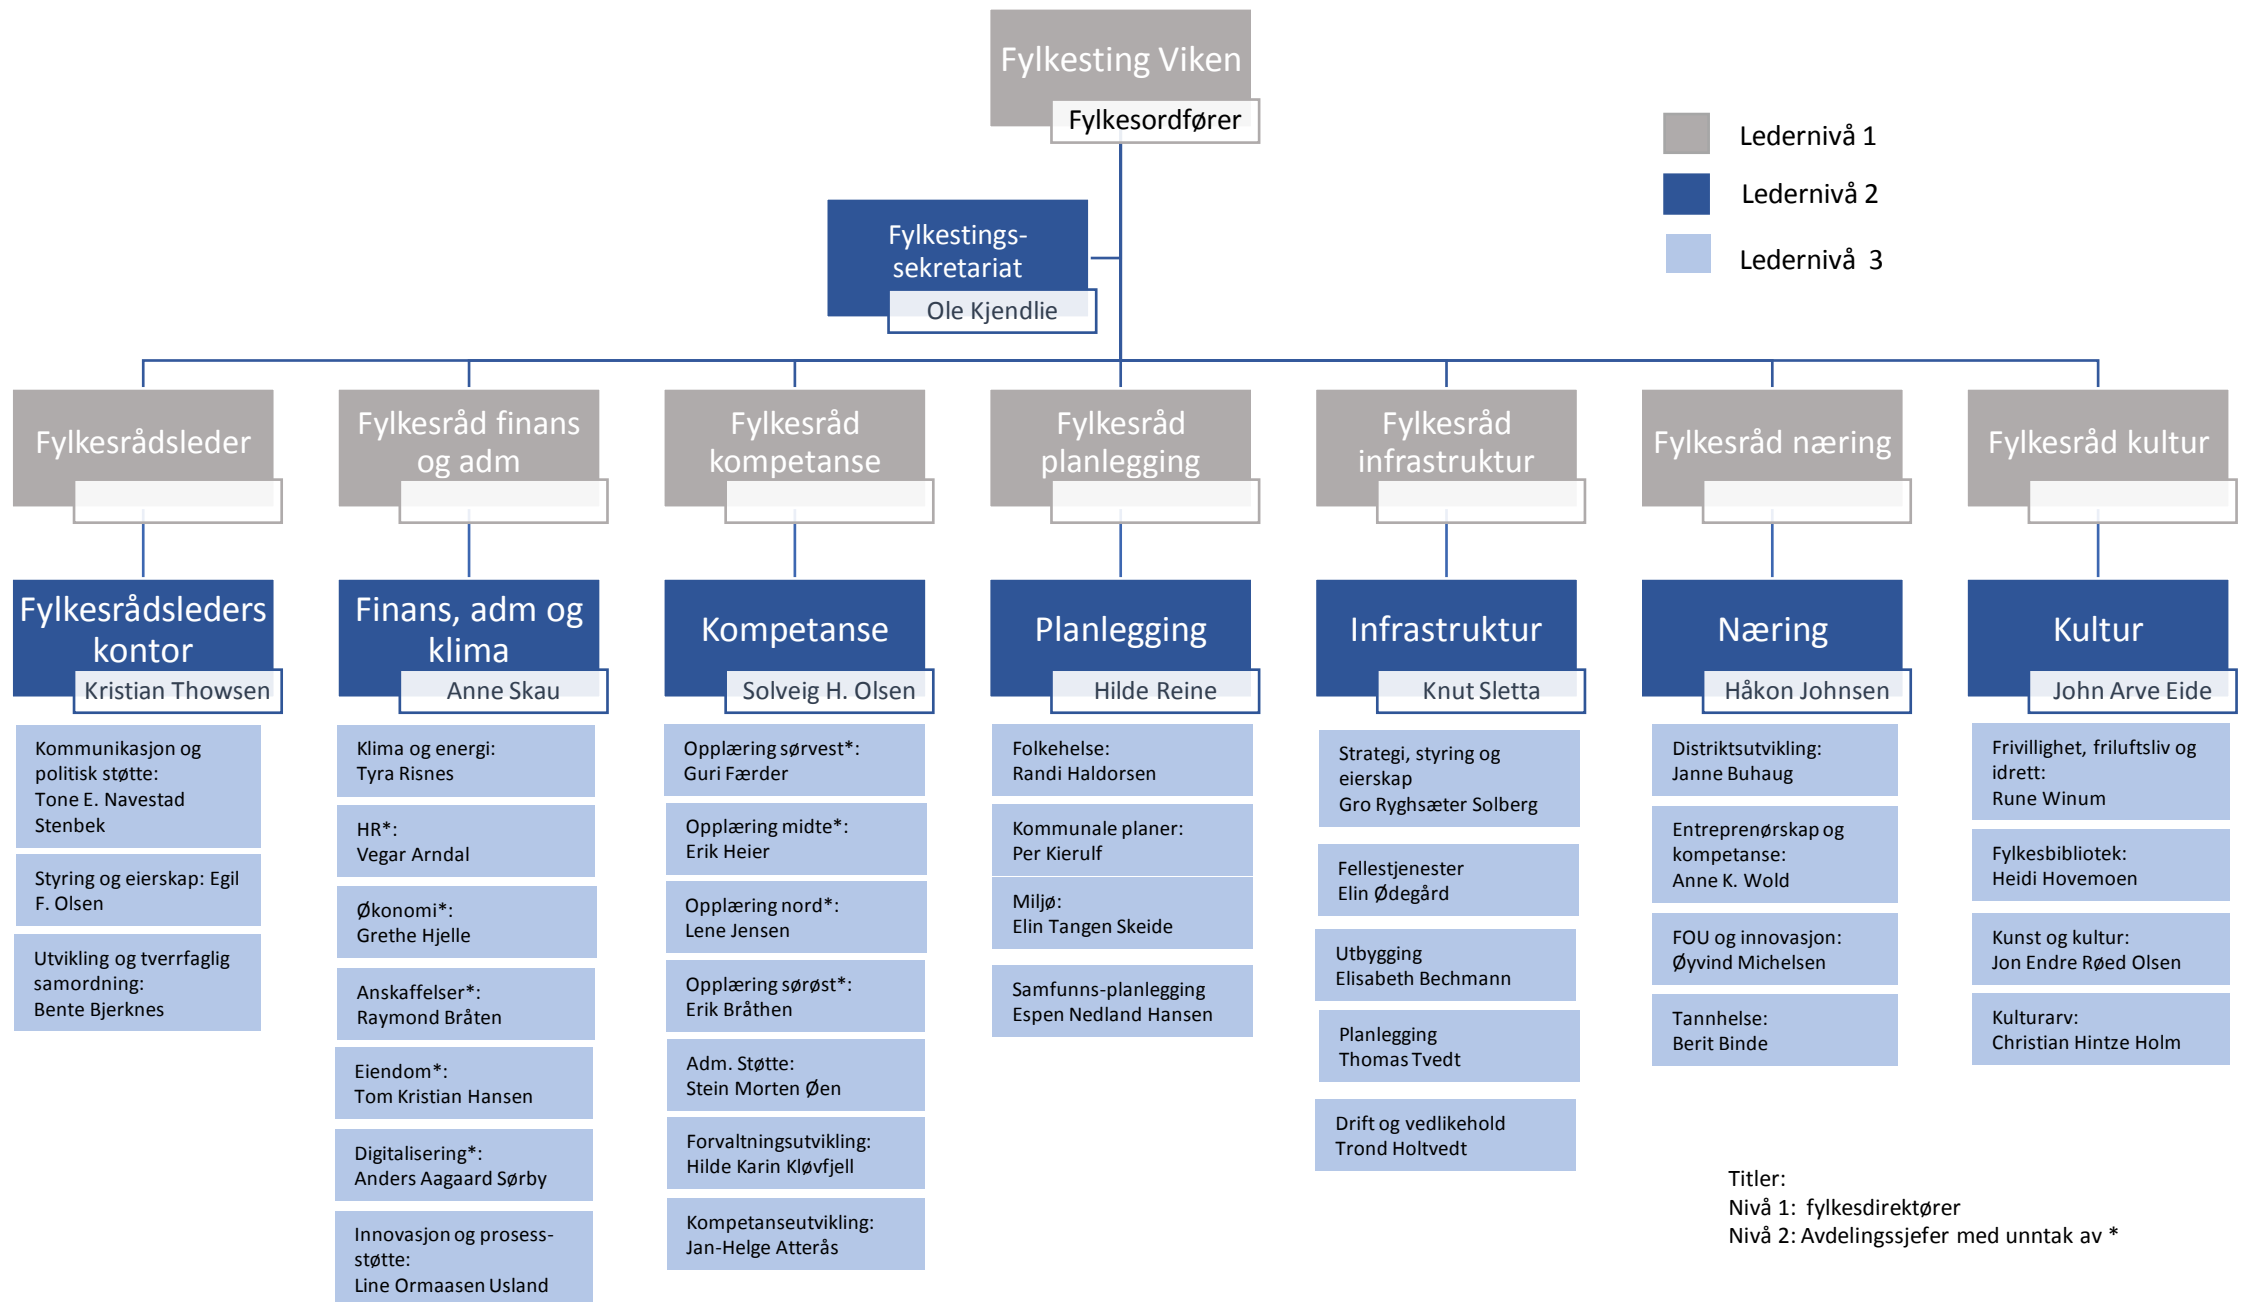 Fylkesting Viken
Fylkesordfører
Ledernivå 1
Ledernivå 2
Ledernivå  3
Fylkestings-
sekretariat
Ole Kjendlie
Fylkesrådsleder
Fylkesråd finans
og adm
Fylkesråd
kompetanse
Fylkesråd
planlegging
Fylkesråd
infrastruktur
Fylkesråd næring
Fylkesråd kultur
Fylkesrådsleders
kontor
Kristian Thowsen
Finans, adm og
klima
Anne Skau
Kompetanse
Solveig H. Olsen
Planlegging
Hilde Reine
Infrastruktur
Knut Sletta
Næring
Håkon Johnsen
Kultur
John Arve Eide
Kommunikasjon og
politisk støtte:
Tone E. Navestad
Stenbek
Styring og eierskap: Egil
F. Olsen
Utvikling og tverrfaglig
samordning:
Bente Bjerknes
Klima og energi:
Tyra Risnes
HR*:
Vegar Arndal
Økonomi*:
Grethe Hjelle
Anskaffelser*:
Raymond Bråten
Eiendom*:
Tom Kristian Hansen
Digitalisering*:
Anders Aagaard Sørby
Innovasjon og prosess-
støtte:
Line Ormaasen Usland
Opplæring sørvest*:
Guri Færder
Opplæring midte*:
Erik Heier
Opplæring nord*:
Lene Jensen
Opplæring sørøst*:
Erik Bråthen
Adm. Støtte:
Stein Morten Øen
Forvaltningsutvikling:
Hilde Karin Kløvfjell
Kompetanseutvikling:
Jan-Helge Atterås
Folkehelse:
Randi Haldorsen
Kommunale planer:
Per Kierulf
Miljø:
Elin Tangen Skeide
Samfunns-planlegging
Espen Nedland Hansen
Strategi, styring og
eierskap
Gro Ryghsæter Solberg
Fellestjenester
Elin Ødegård
Utbygging
Elisabeth Bechmann
Planlegging
Thomas Tvedt
Drift og vedlikehold
Trond Holtvedt
Distriktsutvikling:
Janne Buhaug
Entreprenørskap og
kompetanse:
Anne K. Wold
FOU og innovasjon:
Øyvind Michelsen
Tannhelse:
Berit Binde
Frivillighet, friluftsliv og
idrett:
Rune Winum
Fylkesbibliotek:
Heidi Hovemoen
Kunst og kultur:
Jon Endre Røed Olsen
Kulturarv:
Christian Hintze Holm
Titler:
Nivå 1:  fylkesdirektører
Nivå 2: Avdelingssjefer med unntak av *